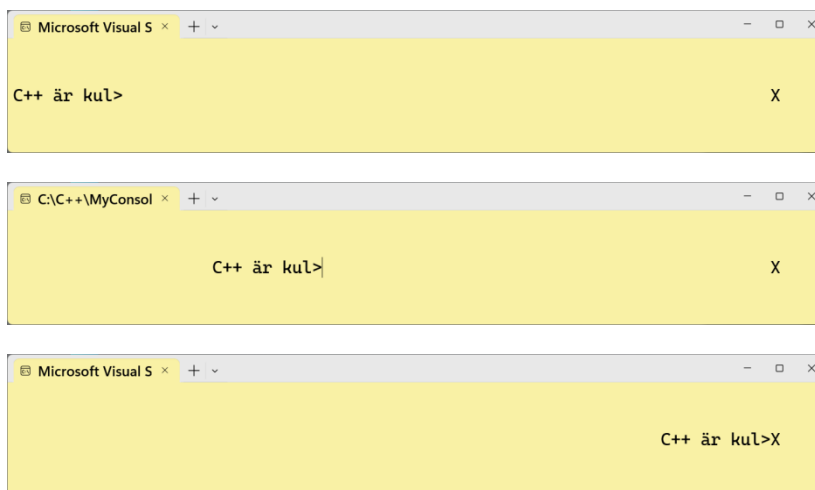 Microsoft Visual S
C++ är kul> X
C:\C++\MyConsol
C++ är kul> X
Microsoft Visual S
C++ är kul>X